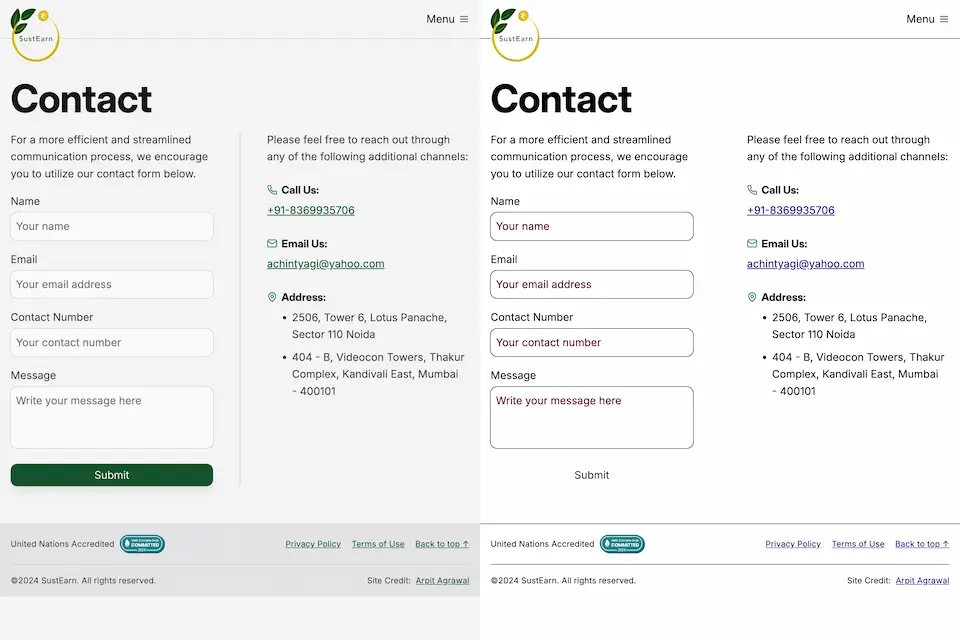 SustEarn
Menu
Contact
For a more efficient and streamlined
communication process, we encourage
you to utilize our contact form below.
Name
Your name
Email
Your email address
Contact Number
Your contact number
Message
Write your message here
Submit
Please feel free to reach out through
any of the following additional channels:
Call Us:
+91-8369935706
Email Us:
achintyagi@yahoo.com
Address:
• 2506, Tower 6, Lotus Panache,
Sector 110 Noida
• 404 - B, Videocon Towers, Thakur
Complex, Kandivali East, Mumbai
- 400101
United Nations Accredited
COMMITTED
Privacy Policy
Terms of Use
Back to top ↑
©2024 SustEarn. All rights reserved.
Site Credit: Arpit Agrawal
SustEarn
Menu
Contact
For a more efficient and streamlined
communication process, we encourage
you to utilize our contact form below.
Name
Your name
Email
Your email address
Contact Number
Your contact number
Message
Write your message here
Submit
Please feel free to reach out through
any of the following additional channels:
Call Us:
+91-8369935706
Email Us:
achintyagi@yahoo.com
Address:
• 2506, Tower 6, Lotus Panache,
Sector 110 Noida
• 404 - B, Videocon Towers, Thakur
Complex, Kandivali East, Mumbai
- 400101
United Nations Accredited
COMMITTED
Privacy Policy
Terms of Use
Back to top ↑
©2024 SustEarn. All rights reserved.
Site Credit: Arpit Agrawal